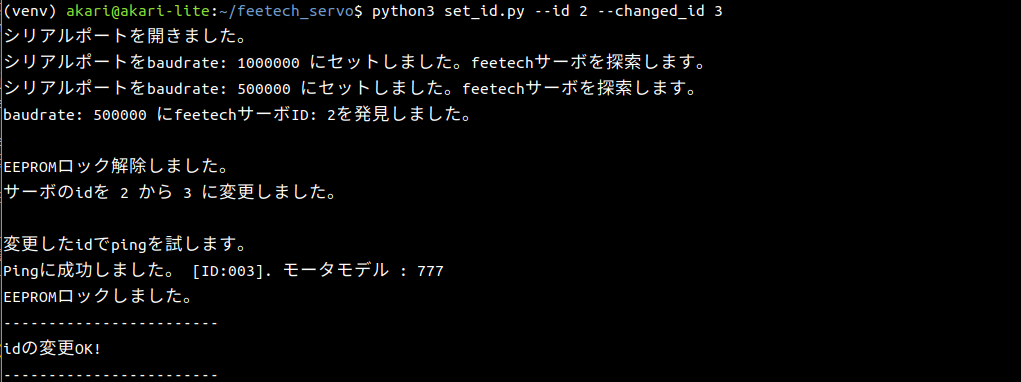 (venv) akari@akari-lite:~/feetech_servo$ python3 set_id.py --id 2 --changed_id 3
シリアルポートを開きました。
シリアルポートをbaudrate: 1000000 にセットしました。feetechサーボを探索します。
シリアルポートをbaudrate: 500000 にセットしました。feetechサーボを探索します。
baudrate: 500000 にfeetechサーボID: 2を発見しました。
EEPROMロック解除しました。
サーボのidを 2 から 3 に変更しました。
変更したidでpingを試します。
Pingに成功しました。 [ID:003]. モータモデル : 777
EEPROMロックしました。
------------------------
idの変更OK!
------------------------